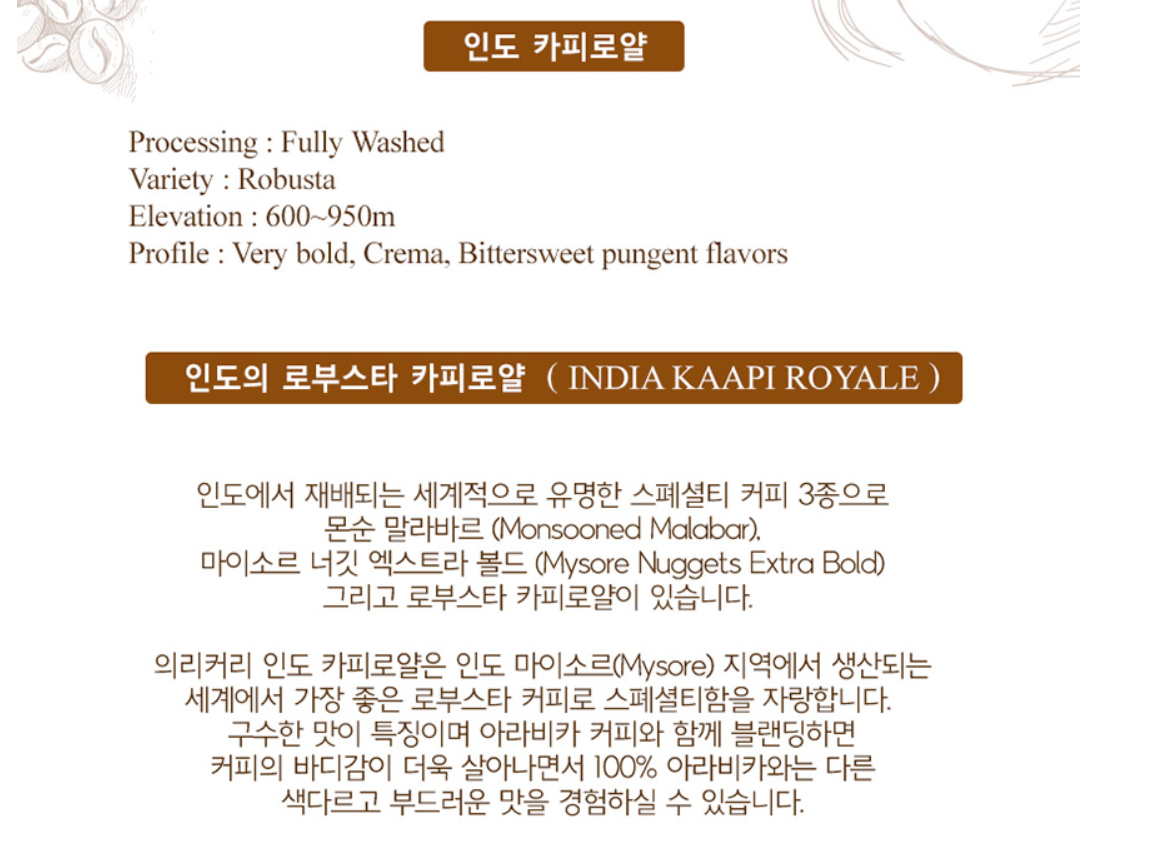 인도 카피로얄
Processing : Fully Washed
Variety : Robusta
Elevation : 600~950m
Profile : Very bold, Crema, Bittersweet pungent flavors
인도의 로부스타 카피로얄 ( INDIA KAAPI ROYALE )
인도에서 재배되는 세계적으로 유명한 스폐셜티 커피 3종으로
몬순 말라바르 (Monsooned Malabar),
마이소르 너깃 엑스트라 볼드 (Mysore Nuggets Extra Bold)
그리고 로부스타 카피로얄이 있습니다.
의리커리 인도 카피로얄은 인도 마이소르(Mysore) 지역에서 생산되는
세계에서 가장 좋은 로부스타 커피로 스폐셜티함을 자랑합니다.
구수한 맛이 특징이며 아라비카 커피와 함께 블랜딩하면
커피의 바디감이 더욱 살아나면서 100% 아라비카와는 다른
색다르고 부드러운 맛을 경험하실 수 있습니다.